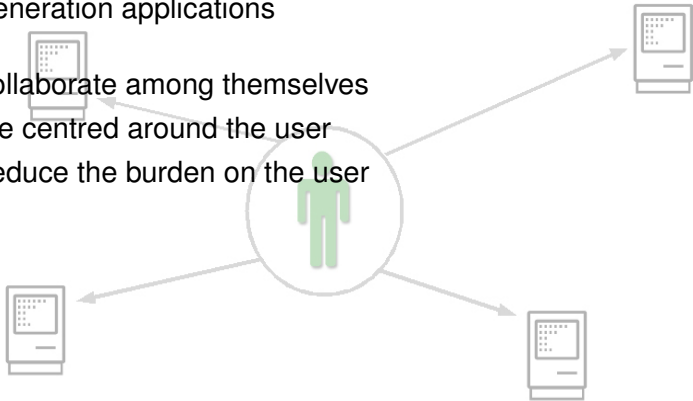 eneration applications
ollaborate among themselves
e centred around the user
educe the burden on the user